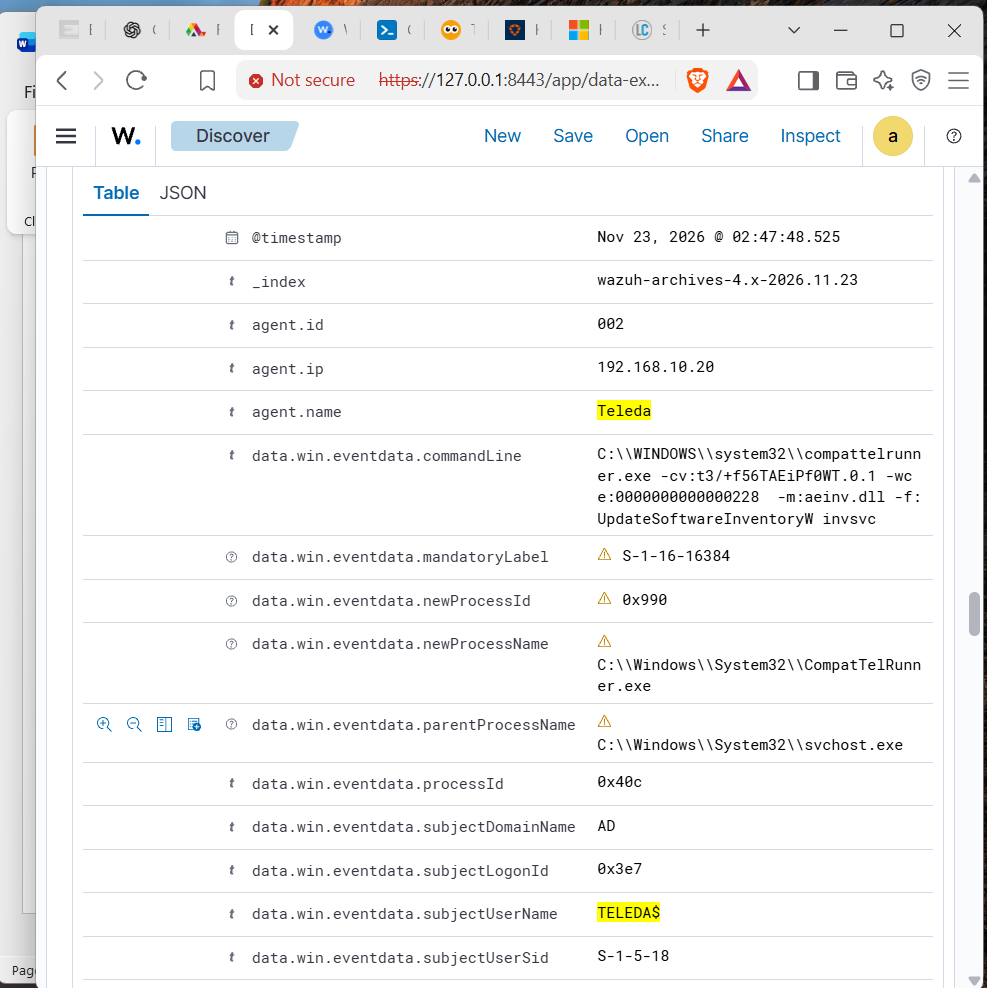 Not secure https://127.0.0.1:8443/app/data-ex...
W. Discover New Save Open Share Inspect a
Table JSON
@timestamp Nov 23, 2026 @ 02:47:48.525
t _index wazuh-archives-4.x-2026.11.23
t agent.id 002
t agent.ip 192.168.10.20
t agent.name Teleda
t data.win.eventdata.commandLine C:\\WINDOWS\\system32\\compattelrunn
er.exe -cv:t3/+f56TAEiPf0WT.0.1 -wc
e:0000000000000228 -m:aeinv.dll -f:
UpdateSoftwareInventoryW invsvc
data.win.eventdata.mandatoryLabel S-1-16-16384
data.win.eventdata.newProcessId 0x990
data.win.eventdata.newProcessName
C:\\Windows\\System32\\CompatTelRunn
er.exe
data.win.eventdata.parentProcessName
C:\\Windows\\System32\\svchost.exe
t data.win.eventdata.processId 0x40c
t data.win.eventdata.subjectDomainName AD
t data.win.eventdata.subjectLogonId 0x3e7
t data.win.eventdata.subjectUserName TELEDA$
t data.win.eventdata.subjectUserSid S-1-5-18